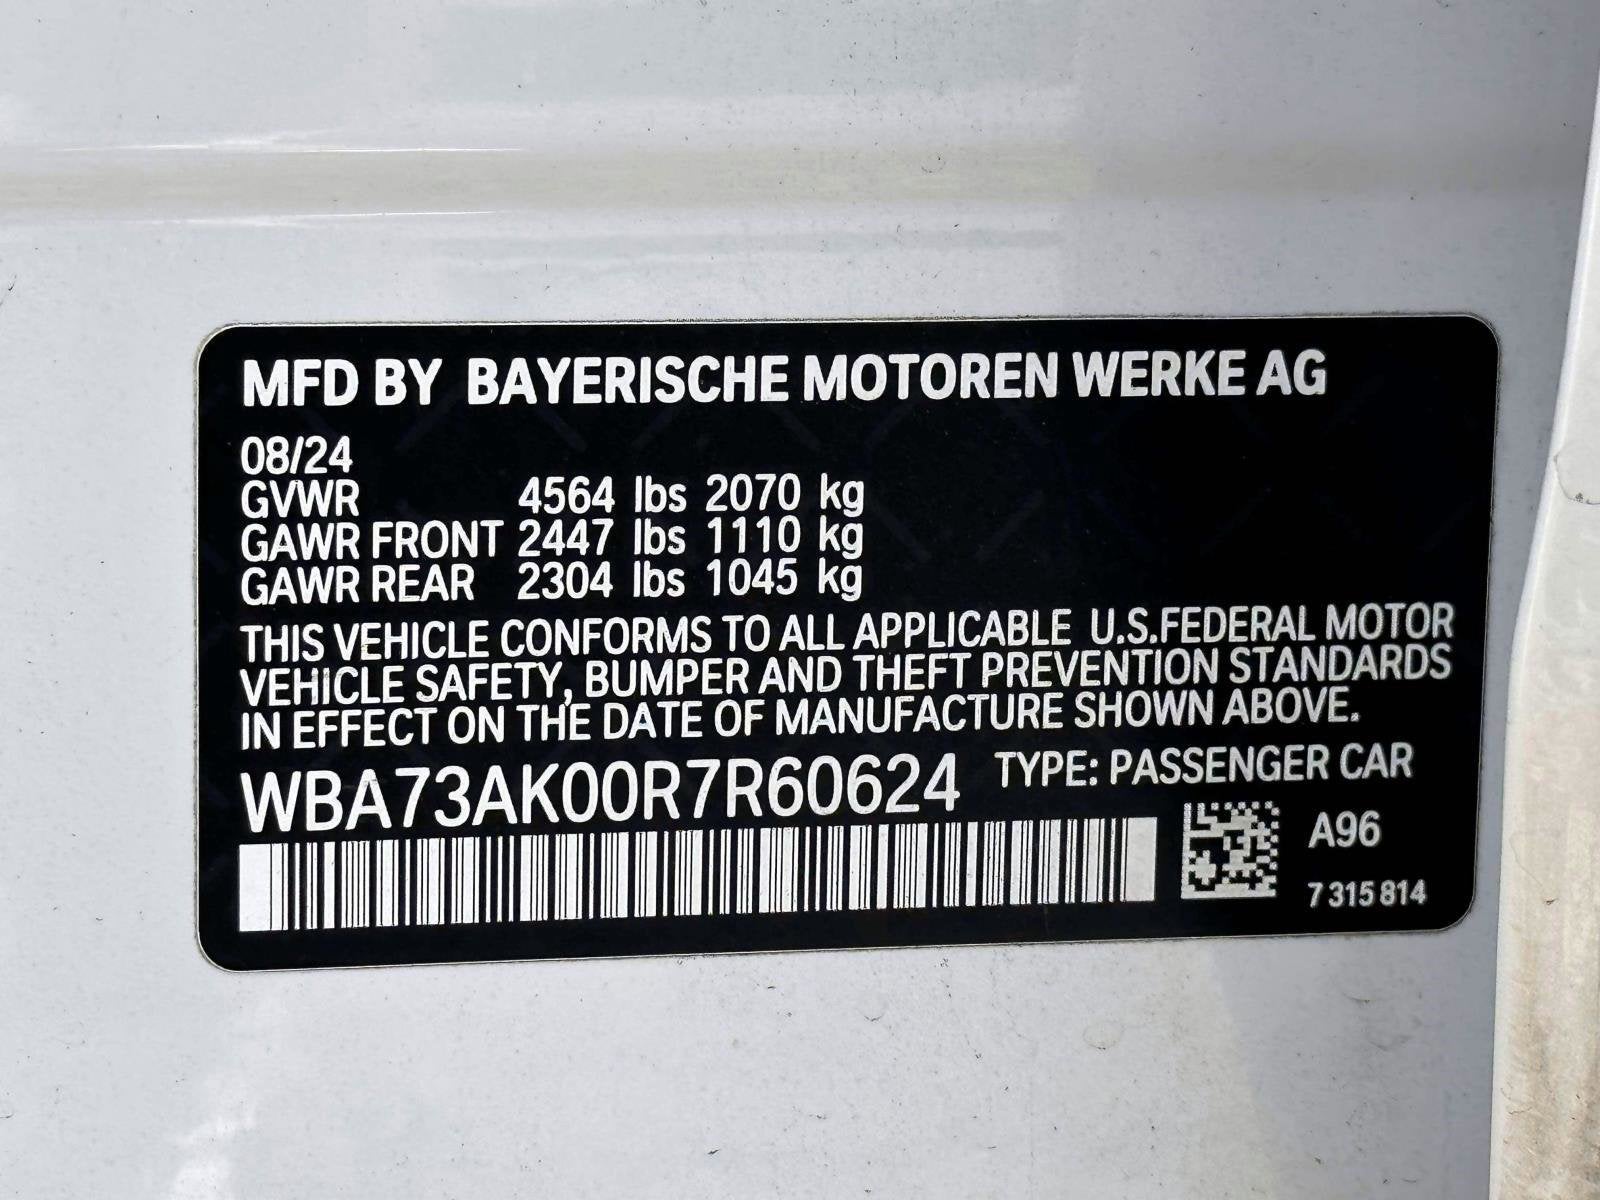 MFD BY BAYERISCHE MOTOREN WERKE AG
08/24
GVWR 4564 lbs 2070 kg
GAWR FRONT 2447 lbs 1110 kg
GAWR REAR 2304 lbs 1045 kg
THIS VEHICLE CONFORMS TO ALL APPLICABLE U.S.FEDERAL MOTOR
VEHICLE SAFETY, BUMPER AND THEFT PREVENTION STANDARDS
IN EFFECT ON THE DATE OF MANUFACTURE SHOWN ABOVE.
WBA73AK00R7R60624 TYPE: PASSENGER CAR
A96
7 315 814